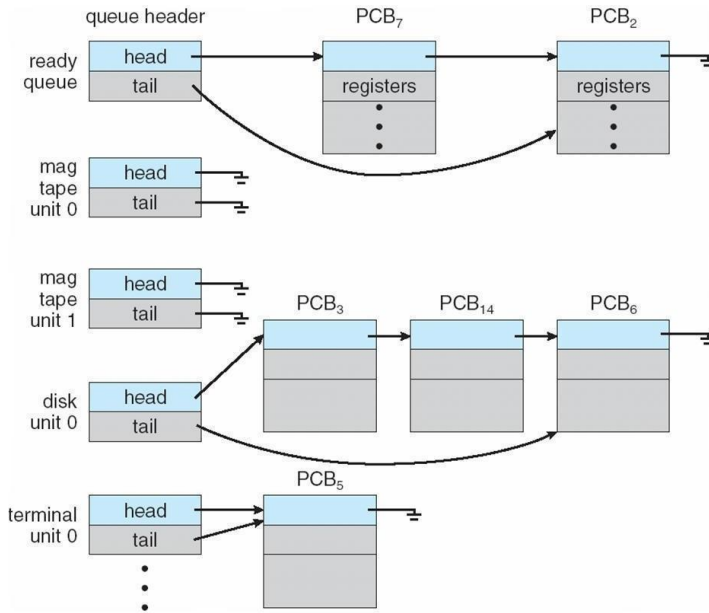 queue header
PCB7
PCB2
ready
queue
head
tail
registers
registers
mag
tape
unit 0
head
tail
mag
tape
unit 1
head
tail
PCB3
PCB14
PCB6
disk
unit 0
head
tail
PCB5
terminal
unit 0
head
tail